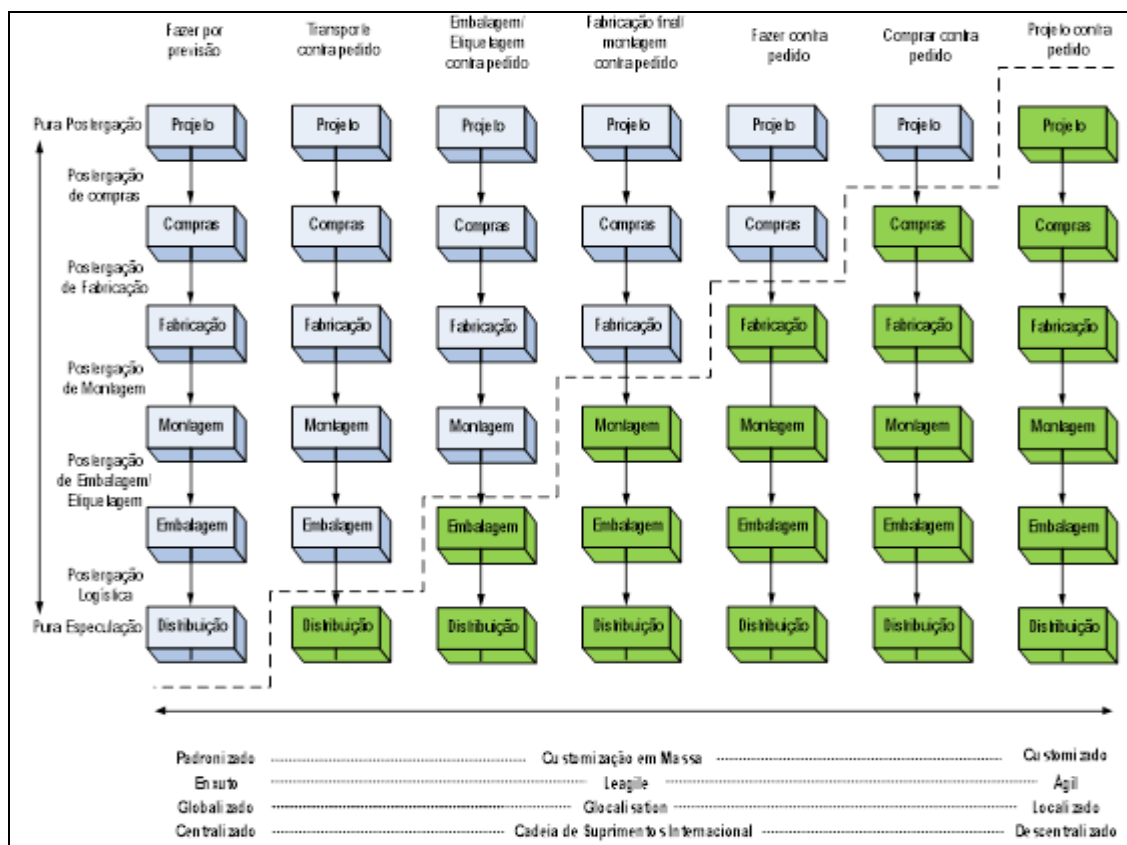 Fazer por
previsão
Transporte
contra pedido
Embalagem/
Eliquelagem
contra pedido
Fabricação final/
montagem
contra pedido
Fazer contra
pedido
Comprar contra
pedido
Projeto contra
pedido
Pura Postergação
Projeto Projeto Projeto Projeto Projeto Projeto Projeto
Postergação
de compras
Compras Compras Compras Compras Compras Compras Compras
Postergação
de Fabricação
Fabricação Fabricação Fabricação Fabricação Fabricação Fabricação Fabricação
Postergação
de Montagem
Montagem Montagem Montagem Montagem Montagem Montagem Montagem
Postergação
de Embalagem/
Eliquelagem
Embalagem Embalagem Embalagem Embalagem Embalagem Embalagem Embalagem
Postergação
Logística
Pura Especulação
Distribuição Distribuição Distribuição Distribuição Distribuição Distribuição Distribuição
Padronizado Customização em Massa Customizado
Enxuto Leagile Ágil
Globalizado Glocalisation Localizado
Centralizado Cadeia de Suprimentos Internacional Descentralizado